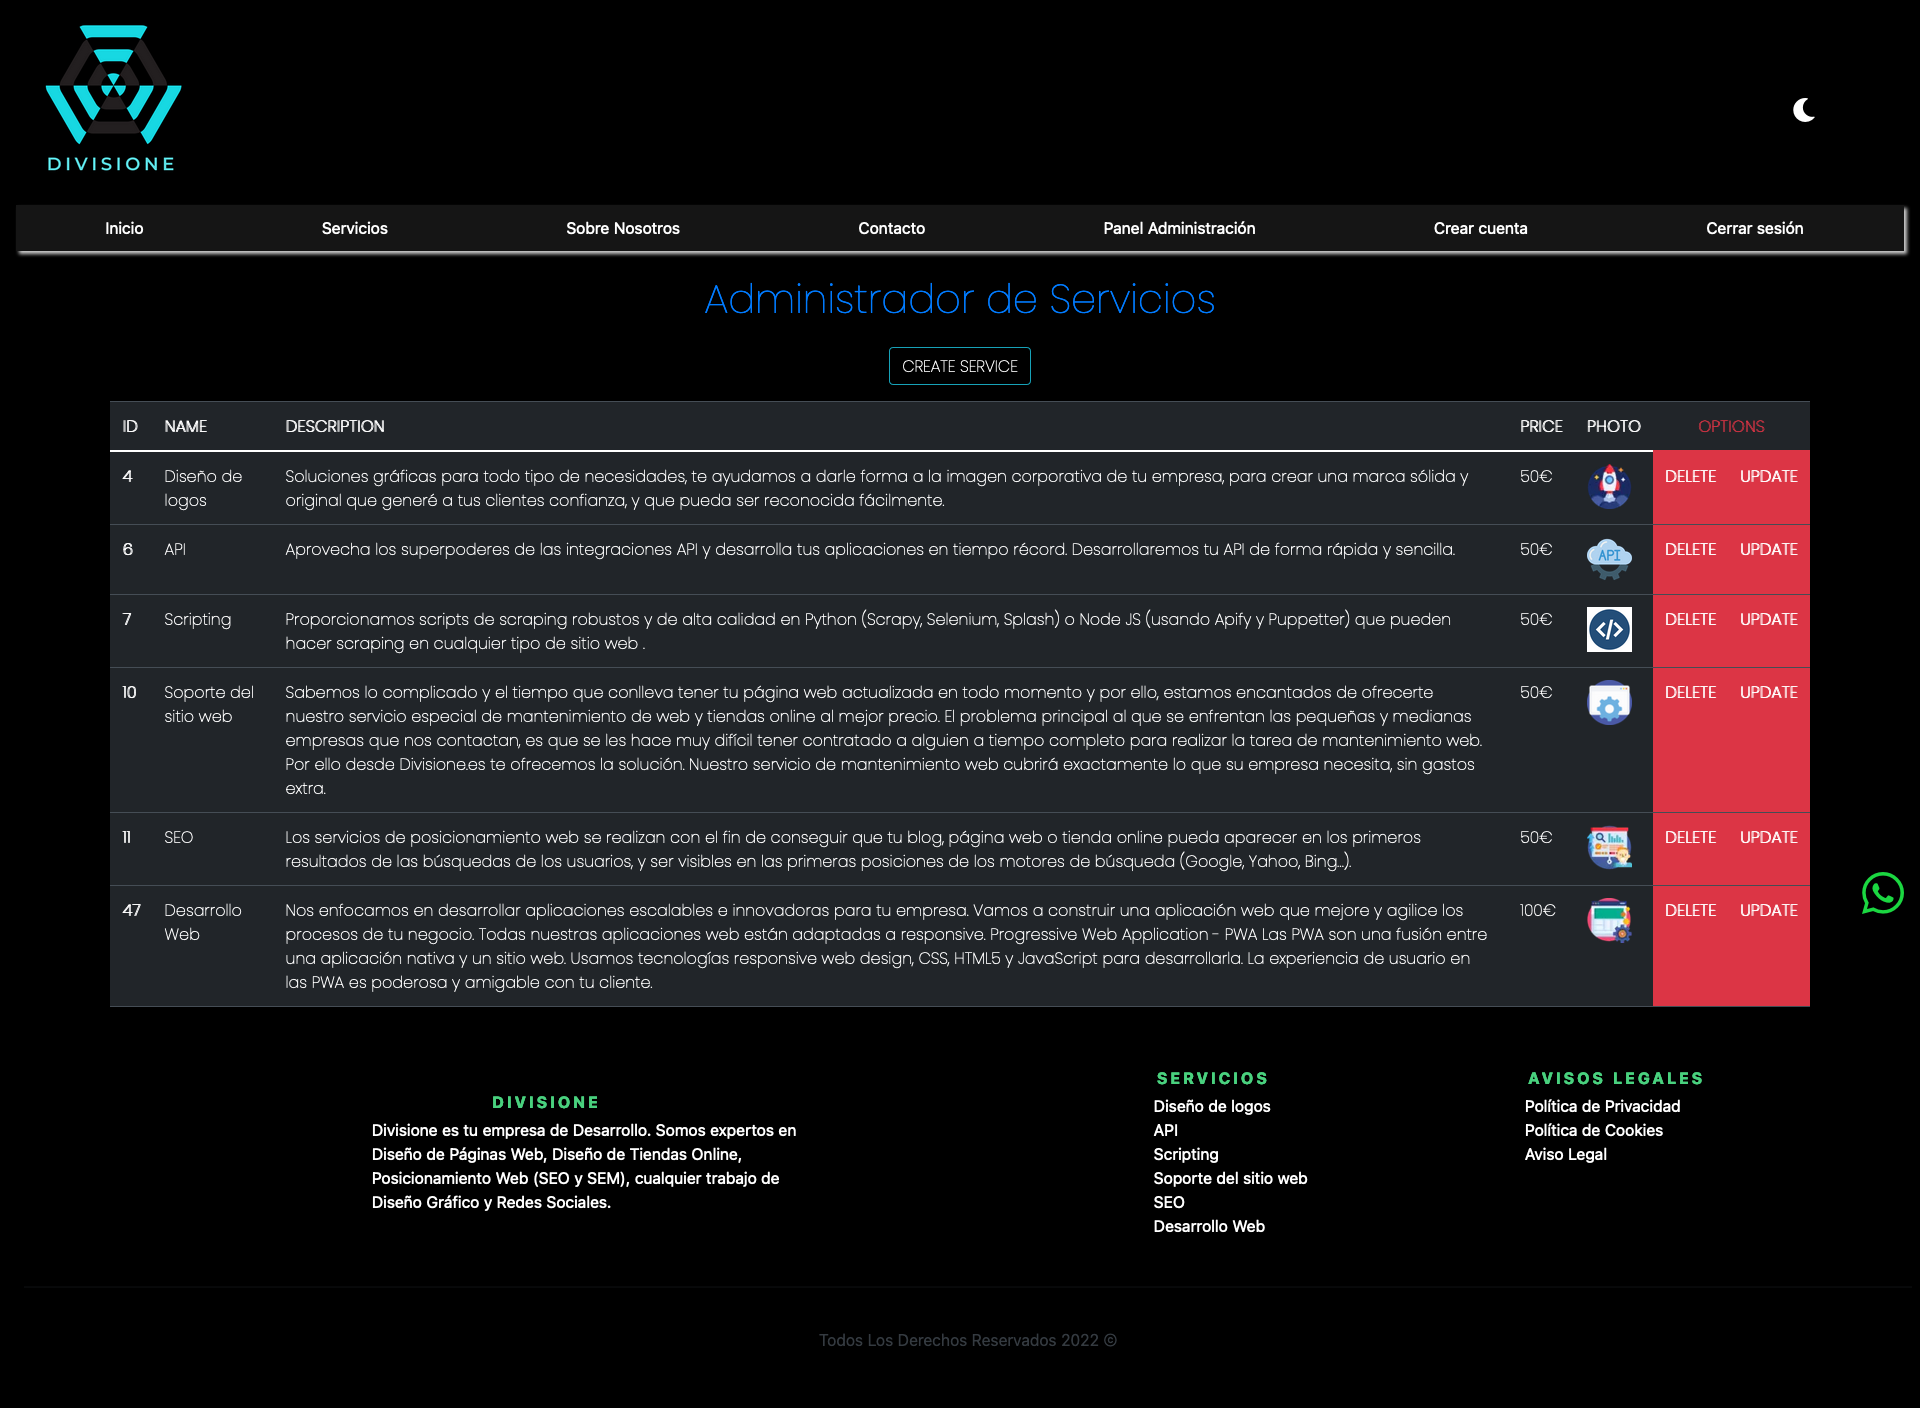 DIVISIONE
Inicio Servicios Sobre Nosotros Contacto Panel Administración Crear cuenta Cerrar sesión
Administrador de Servicios
CREATE SERVICE
ID NAME DESCRIPTION PRICE PHOTO OPTIONS
4 Diseño de Soluciones gráficas para todo tipo de necesidades, te ayudamos a darle forma a la imagen corporativa de tu empresa, para crear una marca sólida y 50€ DELETE UPDATE
logos original que generé a tus clientes confianza, y que pueda ser reconocida fácilmente.
6 API Aprovecha los superpoderes de las integraciones API y desarrolla tus aplicaciones en tiempo récord. Desarrollaremos tu API de forma rápida y sencilla. 50€ API DELETE UPDATE
7 Scripting Proporcionamos scripts de scraping robustos y de alta calidad en Python (Scrapy, Selenium, Splash) o Node JS (usando Apify y Puppetter) que pueden 50€ </> DELETE UPDATE
hacer scraping en cualquier tipo de sitio web .
10 Soporte del Sabemos lo complicado y el tiempo que conlleva tener tu página web actualizada en todo momento y por ello, estamos encantados de ofrecerte 50€ DELETE UPDATE
sitio web nuestro servicio especial de mantenimiento de web y tiendas online al mejor precio. El problema principal al que se enfrentan las pequeñas y medianas
empresas que nos contactan, es que se les hace muy difícil tener contratado a alguien a tiempo completo para realizar la tarea de mantenimiento web.
Por ello desde Divisione.es te ofrecemos la solución. Nuestro servicio de mantenimiento web cubrirá exactamente lo que su empresa necesita, sin gastos
extra.
11 SEO Los servicios de posicionamiento web se realizan con el fin de conseguir que tu blog, página web o tienda online pueda aparecer en los primeros 50€ DELETE UPDATE
resultados de las búsquedas de los usuarios, y ser visibles en las primeras posiciones de los motores de búsqueda (Google, Yahoo, Bing...).
47 Desarrollo Nos enfocamos en desarrollar aplicaciones escalables e innovadoras para tu empresa. Vamos a construir una aplicación web que mejore y agilice los 100€ DELETE UPDATE
Web procesos de tu negocio. Todas nuestras aplicaciones web están adaptadas a responsive. Progressive Web Application - PWA Las PWA son una fusión entre
una aplicación nativa y un sitio web. Usamos tecnologías responsive web design, CSS, HTML5 y JavaScript para desarrollarla. La experiencia de usuario en
las PWA es poderosa y amigable con tu cliente.
DIVISIONE
Divisione es tu empresa de Desarrollo. Somos expertos en
Diseño de Páginas Web, Diseño de Tiendas Online,
Posicionamiento Web (SEO y SEM), cualquier trabajo de
Diseño Gráfico y Redes Sociales.
SERVICIOS
Diseño de logos
API
Scripting
Soporte del sitio web
SEO
Desarrollo Web
AVISOS LEGALES
Política de Privacidad
Política de Cookies
Aviso Legal
Todos Los Derechos Reservados 2022 ©